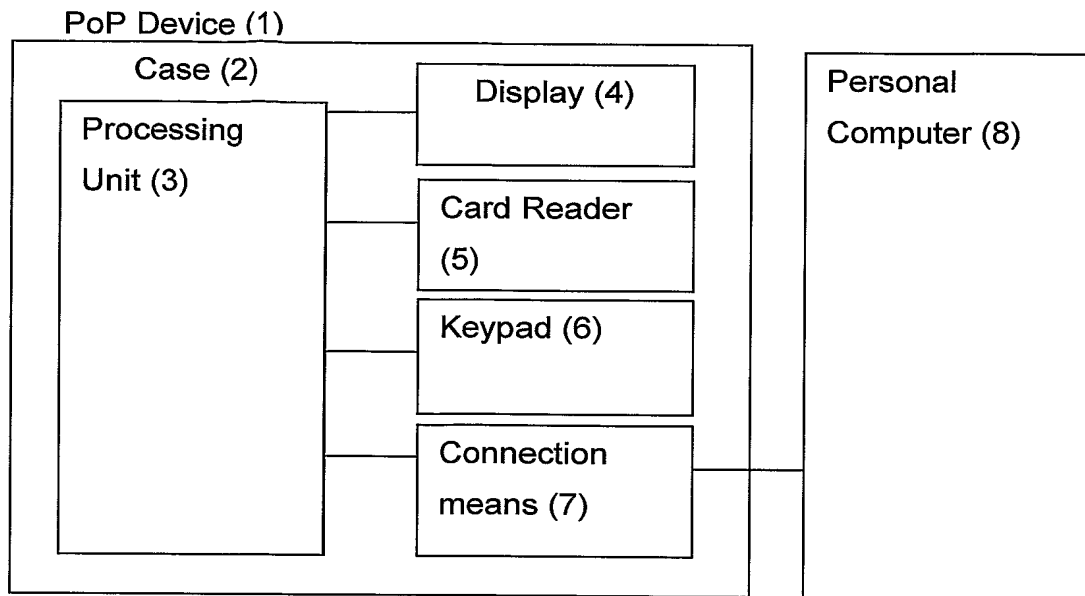 PoP Device (1)
Case (2)
Processing
Unit (3)
Display (4)
Card Reader
(5)
Keypad (6)
Connection
means (7)
Personal
Computer (8)